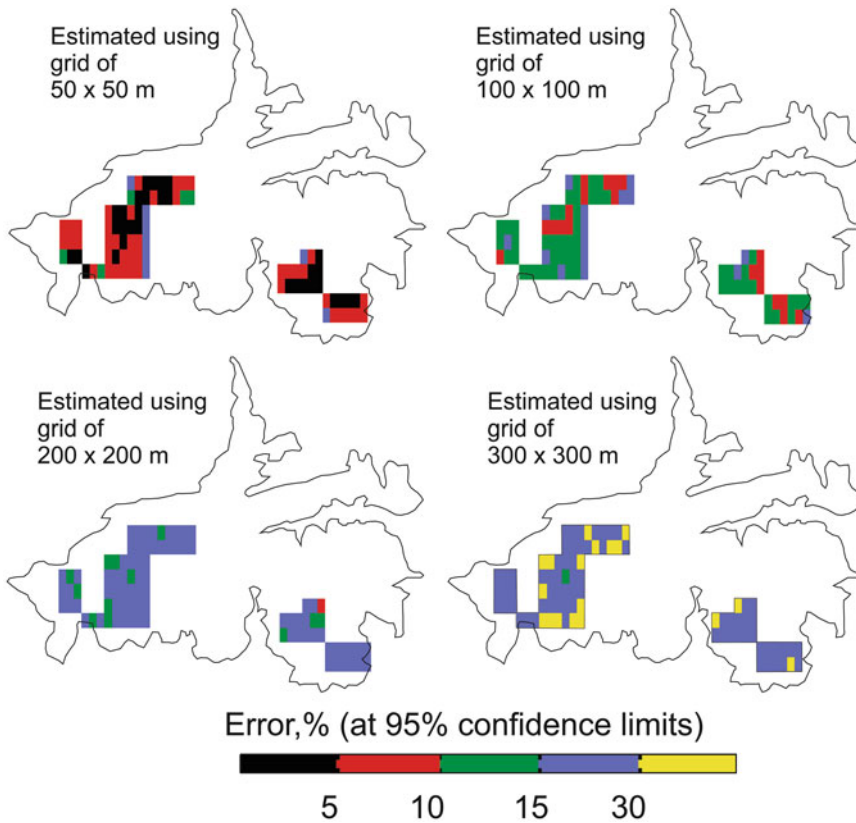 Estimated using
grid of
50 x 50 m
Estimated using
grid of
100 x 100 m
Estimated using
grid of
200 x 200 m
Estimated using
grid of
300 x 300 m
Error,% (at 95% confidence limits)
5 10 15 30